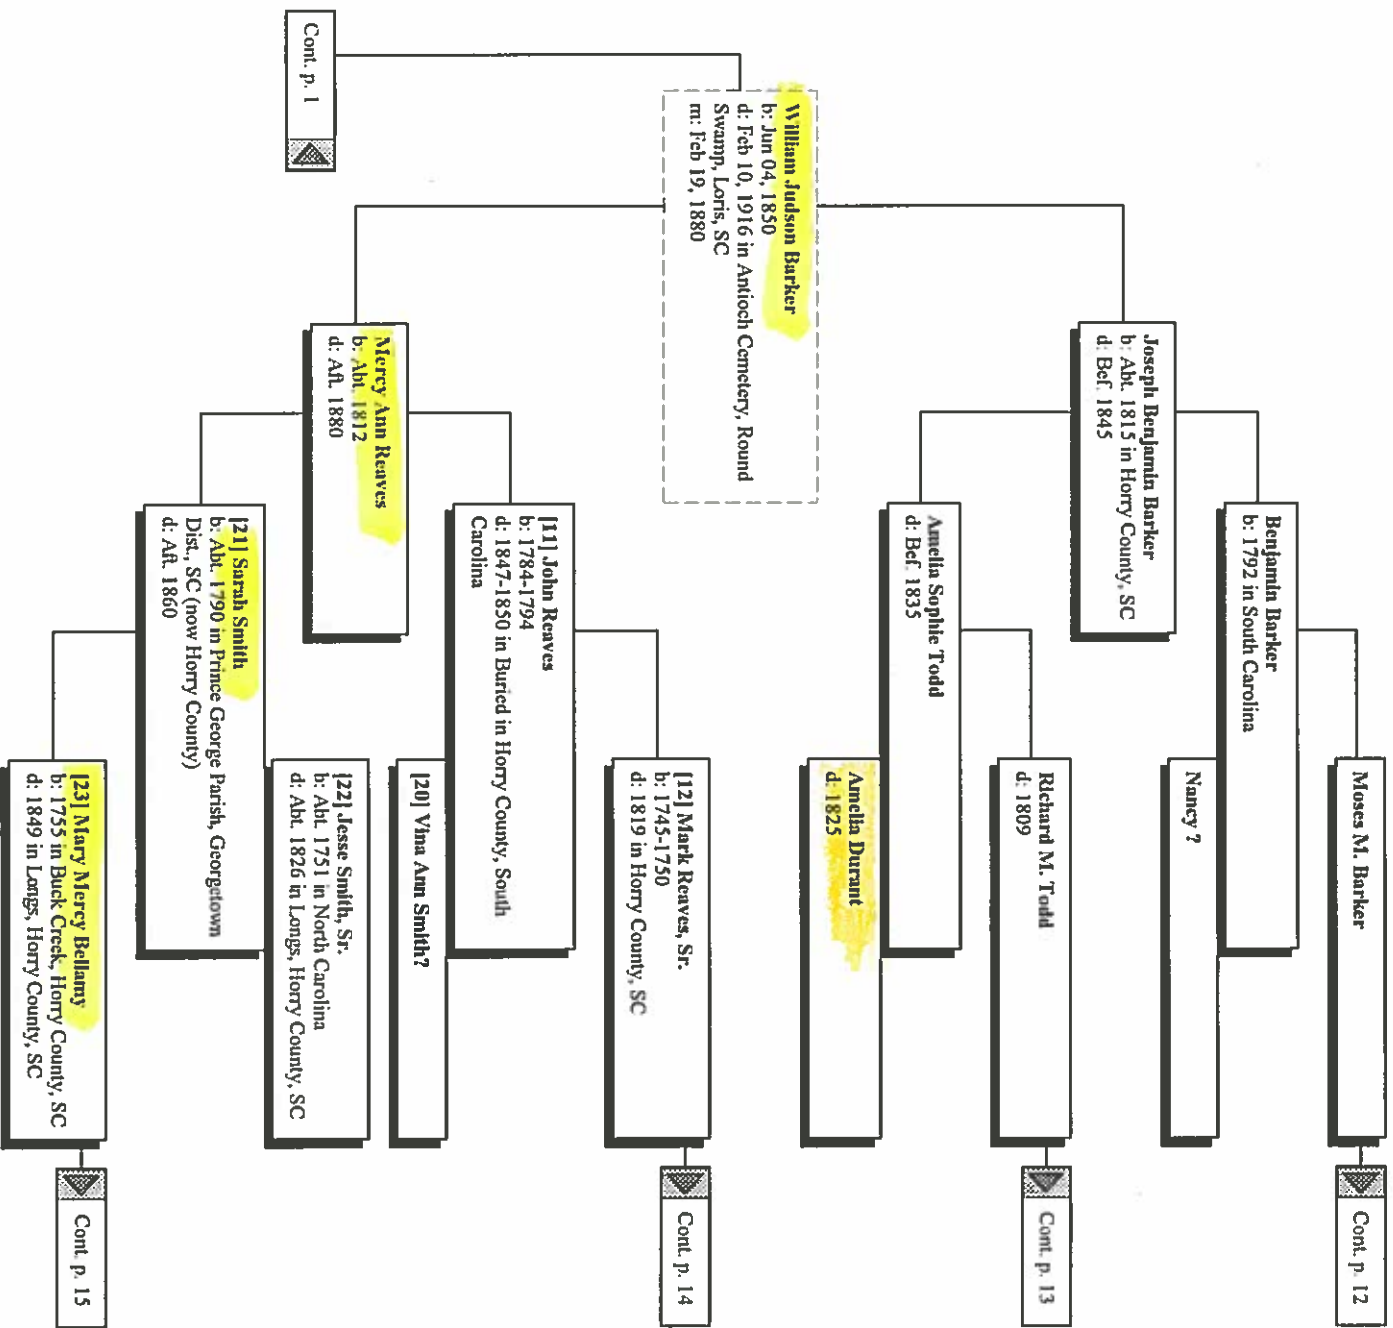 Cont. p. 1
William Judson Barker
b: Jun 04, 1850
d: Feb 10, 1916 in Antioch Cemetery, Round
Swamp, Loris, SC
m: Feb 19, 1880
Joseph Benjamin Barker
b: Abt. 1815 in Horry County, SC
d: Bef. 1845
Mercy Ann Reaves
b: Abt. 1812
d: Aft. 1880
Benjamin Barker
b: 1792 in South Carolina
Amelia Sophie Todd
d: Bef. 1835
[11] John Reaves
b: 1784-1794
d: 1847-1850 in Buried in Horry County, South
Carolina
[21] Sarah Smith
b: Abt. 1790 in Prince George Parish, Georgetown
Dist., SC (now Horry County)
d: Aft. 1860
Moses M. Barker
Nancy ?
Richard M. Todd
d: 1809
Amelia Durant
d: 1825
[12] Mark Reaves, Sr.
b: 1745-1750
d: 1819 in Horry County, SC
[20] Vina Ann Smith?
[22] Jesse Smith, Sr.
b: Abt. 1751 in North Carolina
d: Abt. 1826 in Longs, Horry County, SC
[23] Mary Mercy Bellamy
b: 1755 in Buck Creek, Horry County, SC
d: 1849 in Longs, Horry County, SC
Cont. p. 12
Cont. p. 13
Cont. p. 14
Cont. p. 15